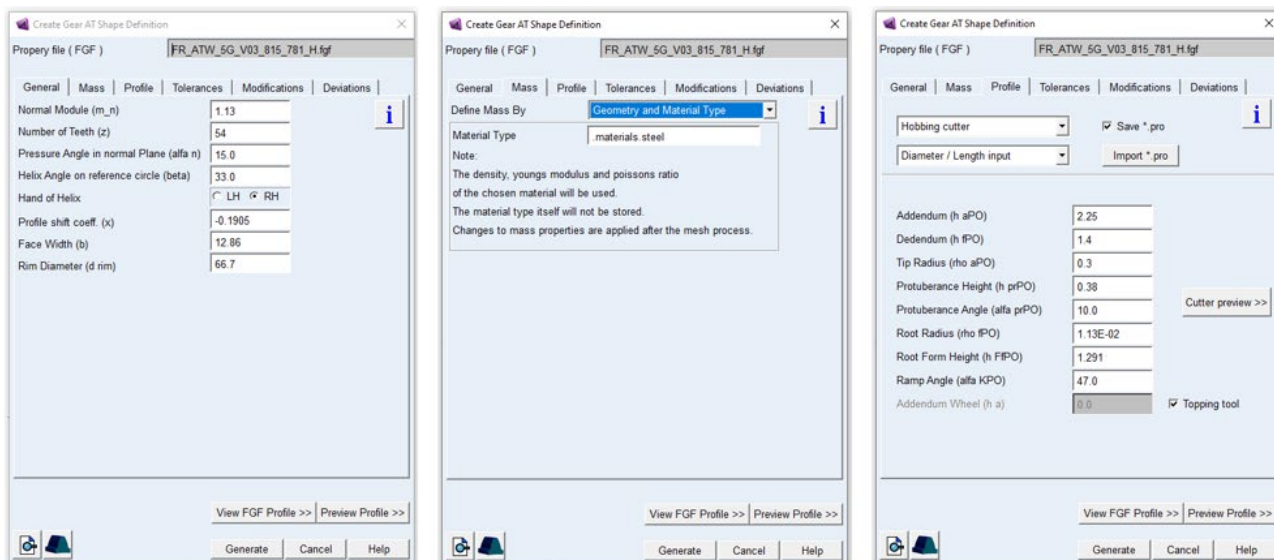 Create Gear AT Shape Definition
Propery file ( FGF )
FR_ATW_5G_V03_815_781_H.fgf
General
Mass
Profile
Tolerances
Modifications
Deviations
Normal Module (m_n)
1.13
i
Number of Teeth (z)
54
Pressure Angle in normal Plane (alfa n)
15.0
Helix Angle on reference circle (beta)
33.0
Hand of Helix
LH
RH
Profile shift coeff. (x)
-0.1905
Face Width (b)
12.86
Rim Diameter (d rim)
66.7
View FGF Profile >>
Preview Profile >>
Generate
Cancel
Help
Create Gear AT Shape Definition
Propery file ( FGF )
FR_ATW_5G_V03_815_781_H.fgf
General
Mass
Profile
Tolerances
Modifications
Deviations
Define Mass By
Geometry and Material Type
i
Material Type
.materials.steel
Note:
The density, youngs modulus and poissons ratio
of the chosen material will be used.
The material type itself will not be stored.
Changes to mass properties are applied after the mesh process.
View FGF Profile >>
Preview Profile >>
Generate
Cancel
Help
Create Gear AT Shape Definition
Propery file ( FGF )
FR_ATW_5G_V03_815_781_H.fgf
General
Mass
Profile
Tolerances
Modifications
Deviations
Hobbing cutter
Save *.pro
i
Diameter / Length input
Import *.pro
Addendum (h aPO)
2.25
Dedendum (h fPO)
1.4
Tip Radius (rho aPO)
0.3
Protuberance Height (h prPO)
0.38
Cutter preview >>
Protuberance Angle (alfa prPO)
10.0
Root Radius (rho fPO)
1.13E-02
Root Form Height (h FfPO)
1.291
Ramp Angle (alfa KPO)
47.0
Addendum Wheel (h a)
0.0
Topping tool
View FGF Profile >>
Preview Profile >>
Generate
Cancel
Help